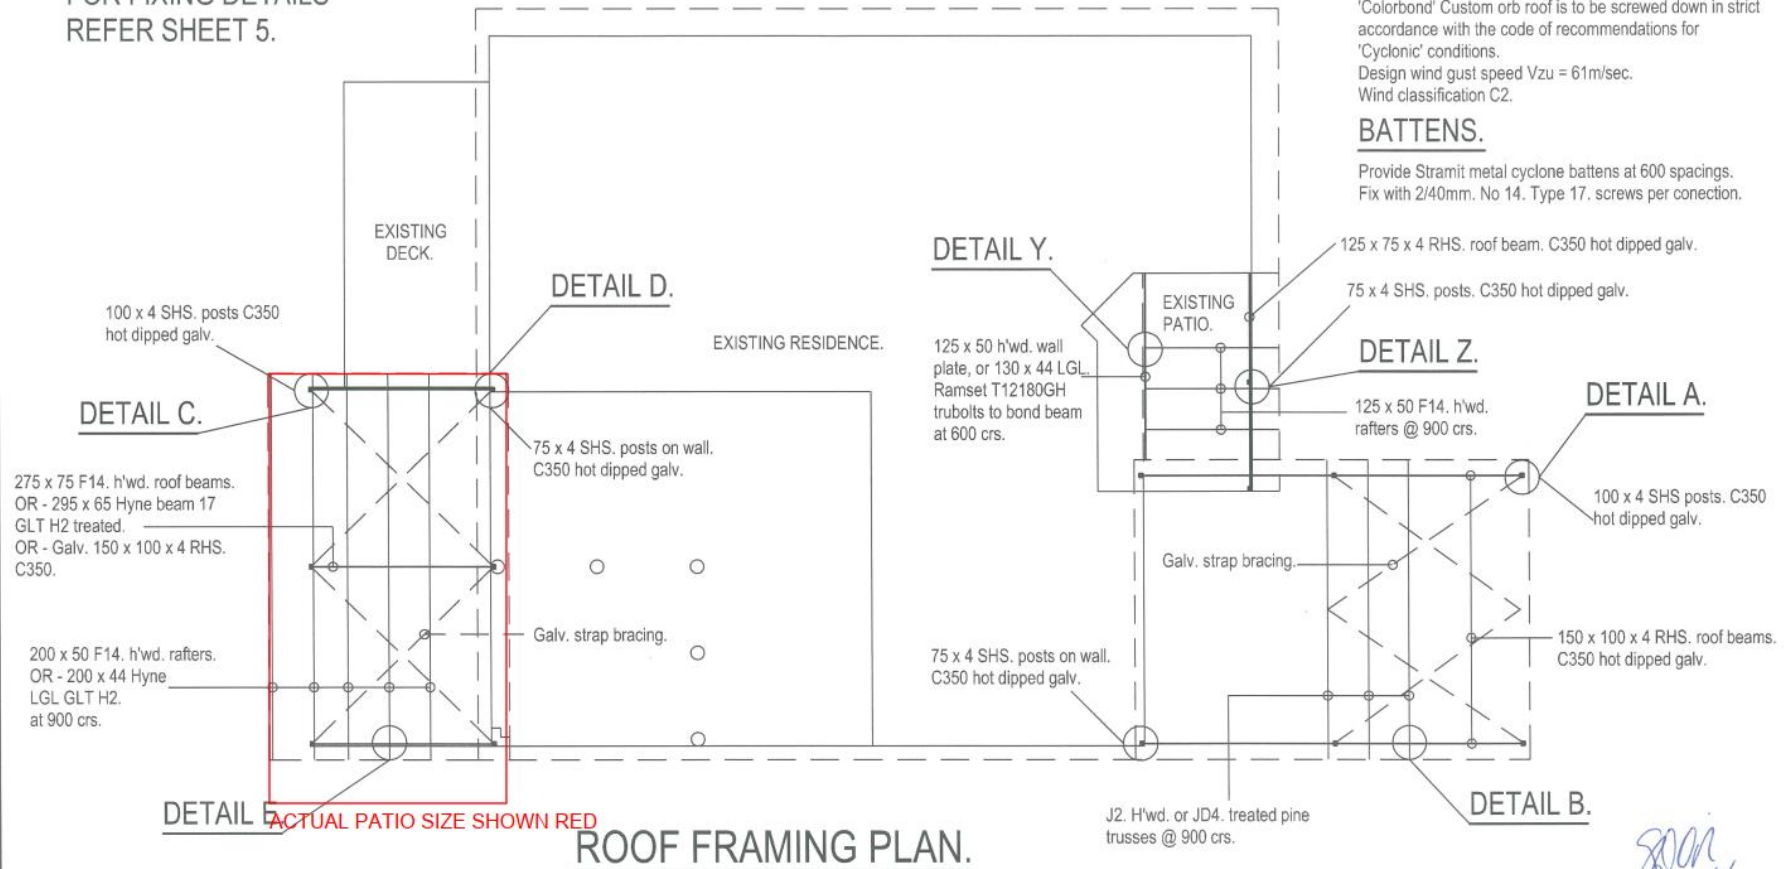 FOR FIXING DETAILS
REFER SHEET 5.
'Colorbond' Custom orb roof is to be screwed down in strict
accordance with the code of recommendations for
'Cyclonic' conditions.
Design wind gust speed Vzu = 61m/sec.
Wind classification C2.
BATTENS.
Provide Stramit metal cyclone battens at 600 spacings.
Fix with 2/40mm. No 14. Type 17. screws per conection.
EXISTING
DECK.
DETAIL D.
100 x 4 SHS. posts C350
hot dipped galv.
DETAIL C.
EXISTING RESIDENCE.
75 x 4 SHS. posts on wall.
C350 hot dipped galv.
275 x 75 F14. h'wd. roof beams.
OR - 295 x 65 Hyne beam 17
GLT H2 treated.
OR - Galv. 150 x 100 x 4 RHS.
C350.
Galv. strap bracing.
200 x 50 F14. h'wd. rafters.
OR - 200 x 44 Hyne
LGL GLT H2.
at 900 crs.
DETAIL E
ACTUAL PATIO SIZE SHOWN RED
DETAIL Y.
EXISTING
PATIO.
125 x 75 x 4 RHS. roof beam. C350 hot dipped galv.
75 x 4 SHS. posts. C350 hot dipped galv.
125 x 50 h'wd. wall
plate, or 130 x 44 LGL.
Ramset T12180GH
trubolts to bond beam
at 600 crs.
DETAIL Z.
125 x 50 F14. h'wd.
rafters @ 900 crs.
DETAIL A.
100 x 4 SHS posts. C350
hot dipped galv.
Galv. strap bracing.
75 x 4 SHS. posts on wall.
C350 hot dipped galv.
150 x 100 x 4 RHS. roof beams.
C350 hot dipped galv.
J2. H'wd. or JD4. treated pine
trusses @ 900 crs.
DETAIL B.
ROOF FRAMING PLAN.